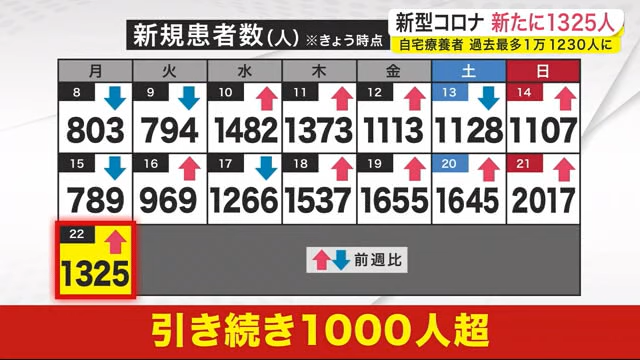 新型コロナ 新たに1325人
自宅療養者 過去最多1万1230人に
新規患者数(人) ※きょう時点
月 火 水 木 金 土 日
8 9 10 11 12 13 14
803 794 1482 1373 1113 1128 1107
15 16 17 18 19 20 21
789 969 1266 1537 1655 1645 2017
22
1325
前週比
引き続き1000人超